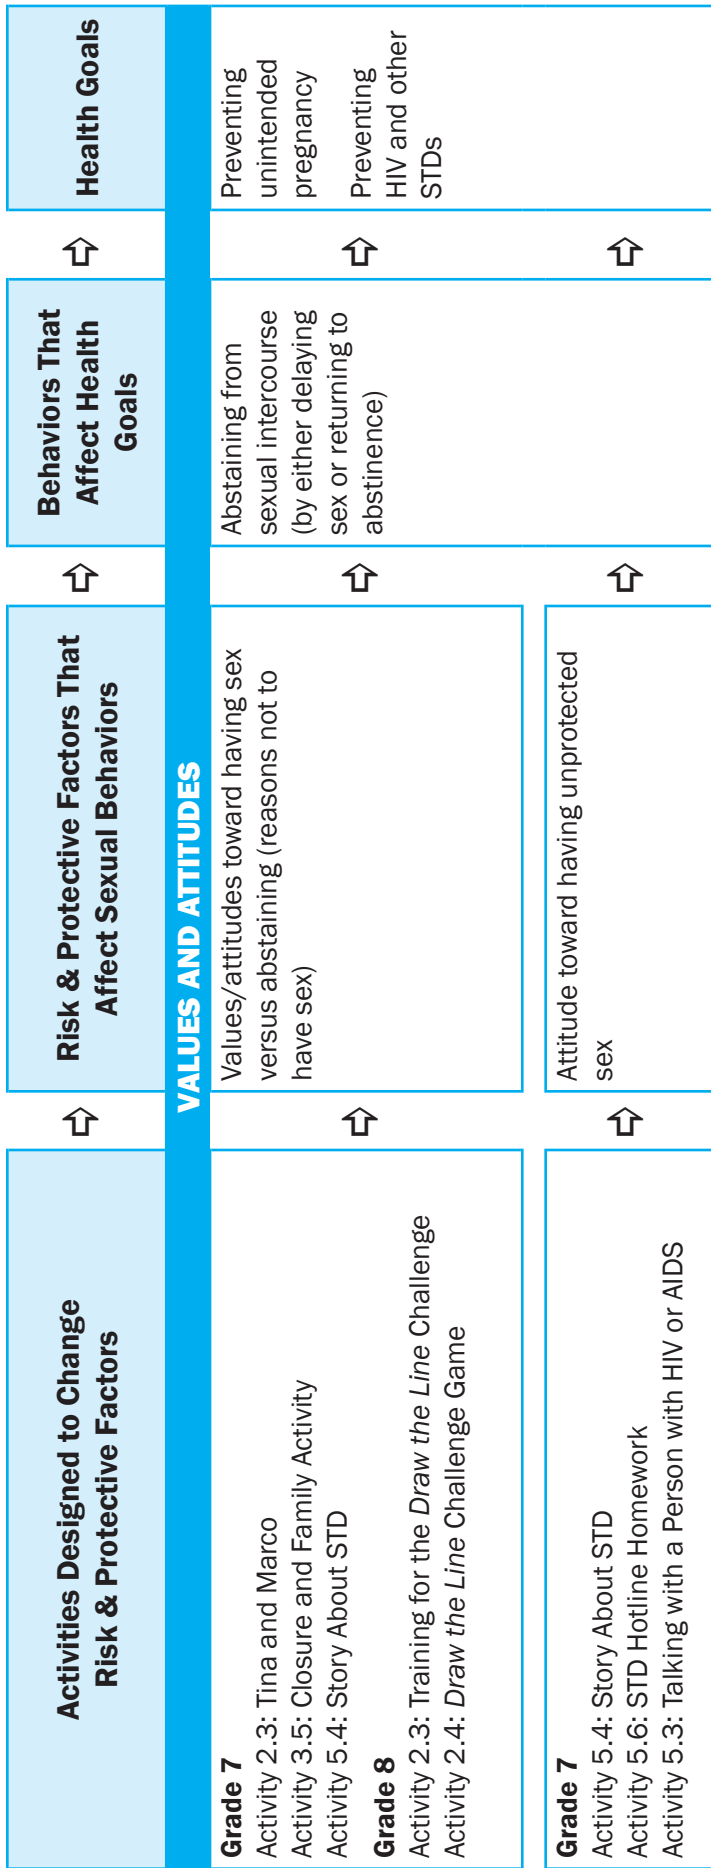 Activities Designed to Change
Risk & Protective Factors
Risk & Protective Factors That
Affect Sexual Behaviors
Behaviors That
Affect Health
Goals
Health Goals
VALUES AND ATTITUDES
Grade 7
Activity 2.3: Tina and Marco
Activity 3.5: Closure and Family Activity
Activity 5.4: Story About STD
Grade 8
Activity 2.3: Training for the Draw the Line Challenge
Activity 2.4: Draw the Line Challenge Game
Values/attitudes toward having sex
versus abstaining (reasons not to
have sex)
Abstaining from
sexual intercourse
(by either delaying
sex or returning to
abstinence)
Preventing
unintended
pregnancy
Preventing
HIV and other
STDs
Grade 7
Activity 5.4: Story About STD
Activity 5.6: STD Hotline Homework
Activity 5.3: Talking with a Person with HIV or AIDS
Attitude toward having unprotected
sex